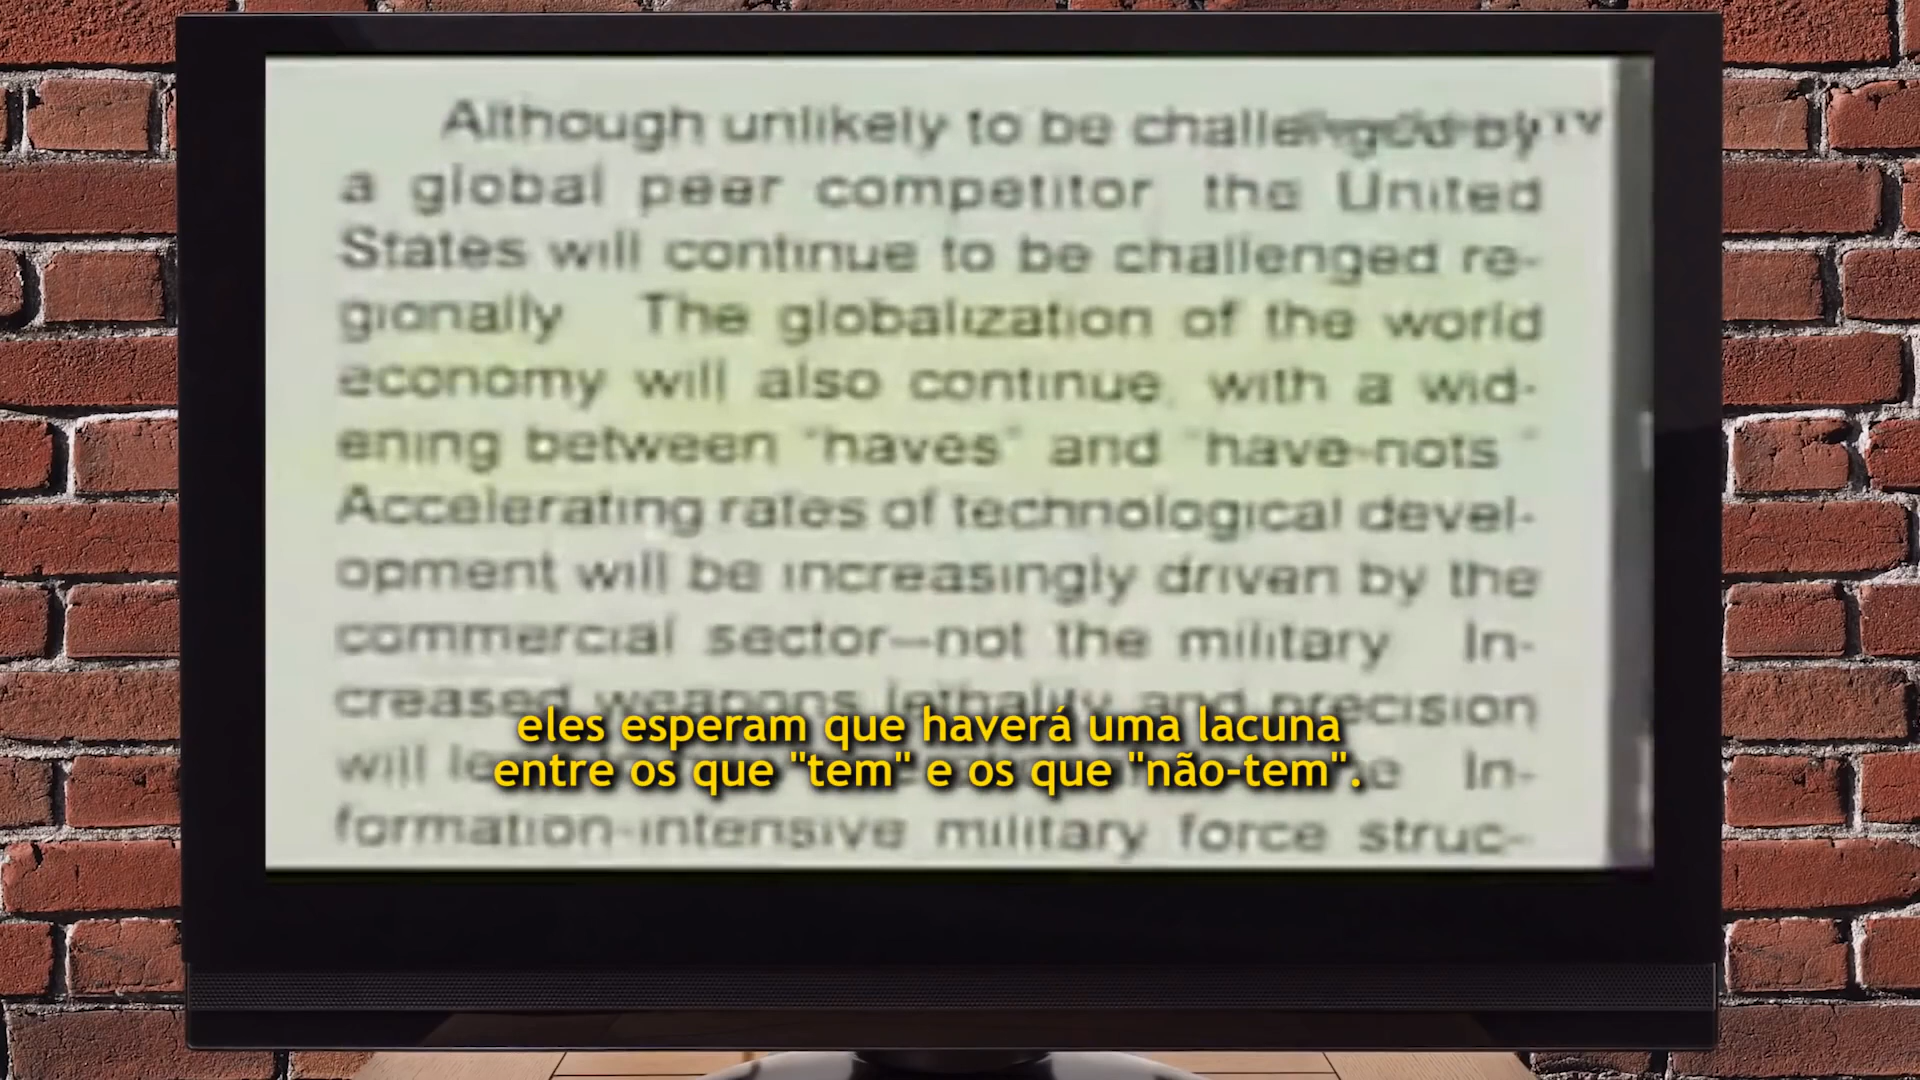 Although unlikely to be challenged by
a global peer competitor the United
States will continue to be challenged re-
gionally The globalization of the world
economy will also continue, with a wid-
ening between "haves" and "have-nots "
Accelerating rates of technological devel-
opment will be increasingly driven by the
commercial sector—not the military In-
creased weapons lethality and precision
will In-
formation-intensive military force struc-
eles esperam que haverá uma lacuna
entre os que "tem" e os que "não-tem".